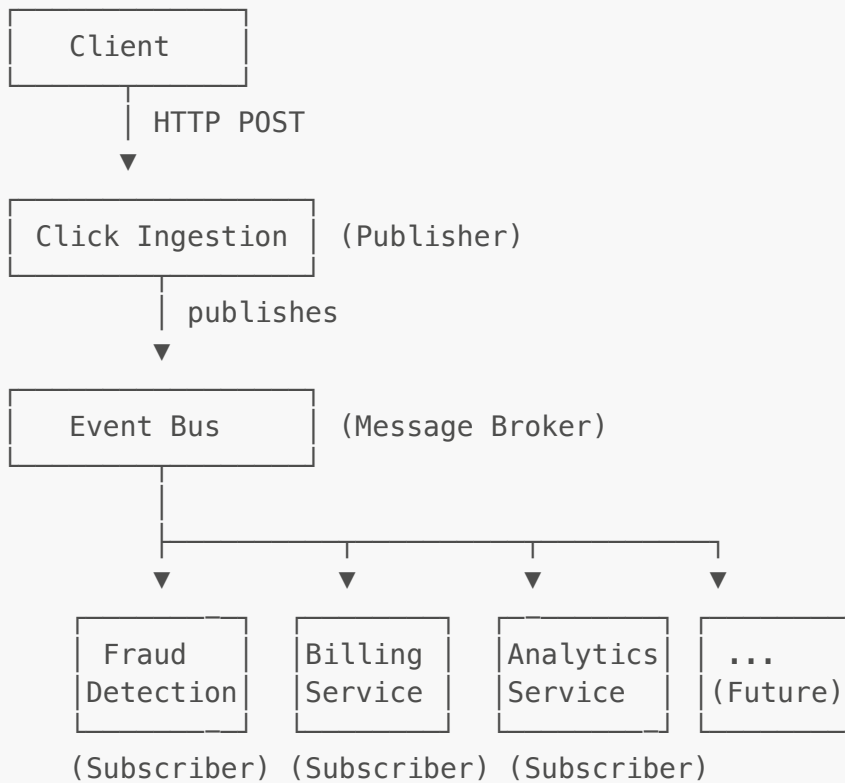 Client
HTTP POST
Click Ingestion (Publisher)
publishes
Event Bus (Message Broker)
Fraud Billing Analytics ...
Detection Service Service (Future)
(Subscriber) (Subscriber) (Subscriber)